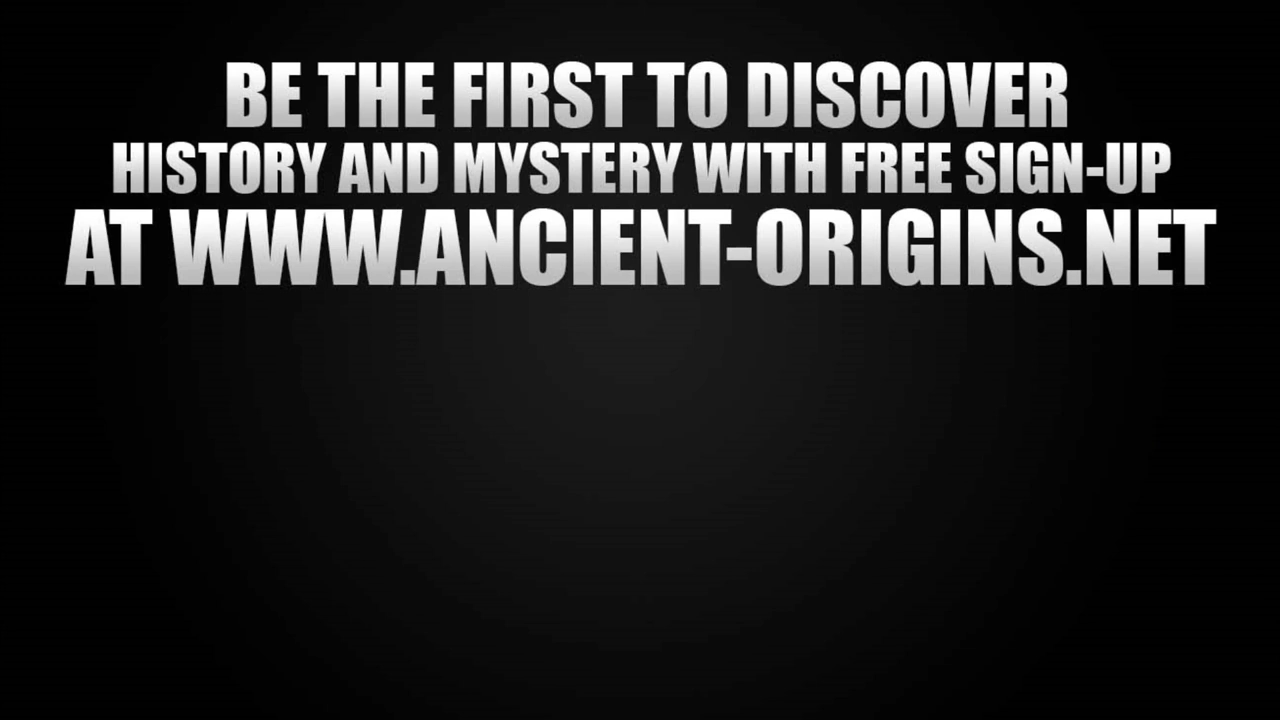 BE THE FIRST TO DISCOVER
HISTORY AND MYSTERY WITH FREE SIGN-UP
AT WWW.ANCIENT-ORIGINS.NET